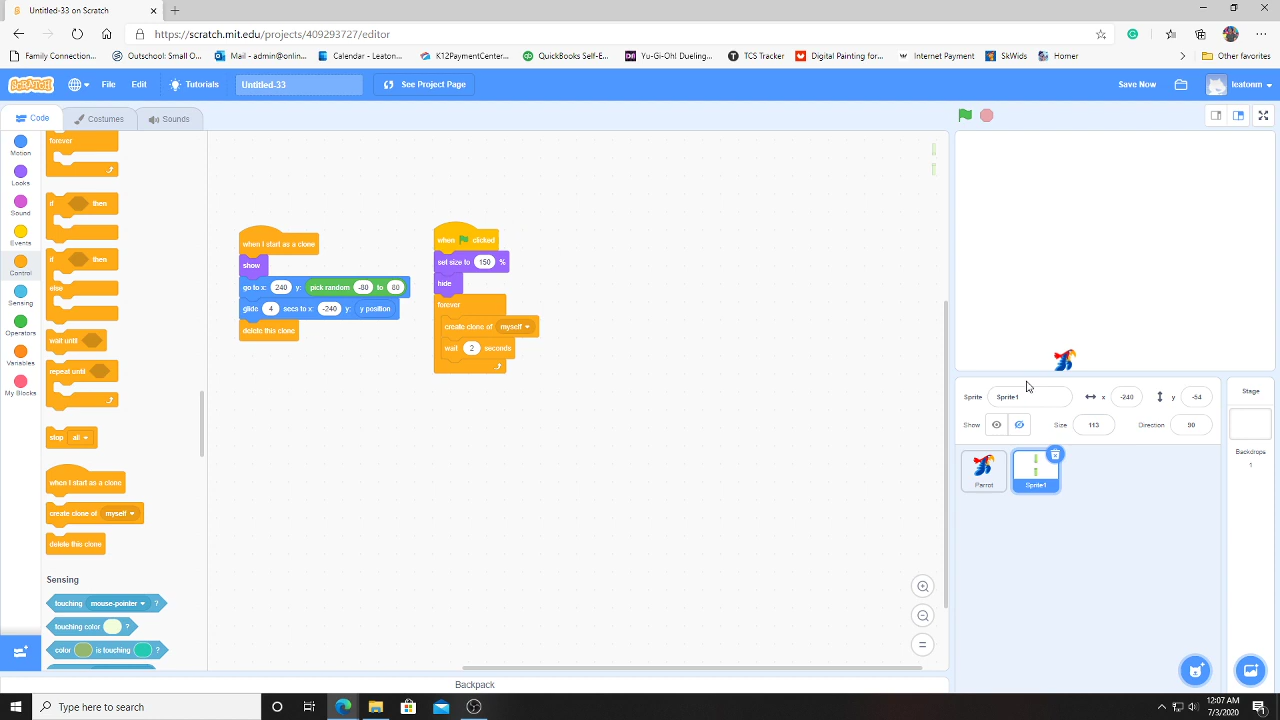 Untitled-33 on Scratch
https://scratch.mit.edu/projects/409293727/editor
Family Connection...
Outschool: Small O...
Mail - admin@onlin...
Calendar - Leaton...
K12PaymentCenter...
QuickBooks Self-E...
Yu-Gi-Oh! Dueling...
TCS Tracker
Digital Painting for...
Internet Payment
SkWids
Homer
Other favorites
SCRATCH
File
Edit
Tutorials
Untitled-33
See Project Page
Save Now
leatonm
Code
Costumes
Sounds
Motion
Looks
Sound
Events
Control
Sensing
Operators
Variables
My Blocks
forever
if then
if then
else
wait until
repeat until
stop all
when I start as a clone
create clone of myself
delete this clone
Sensing
touching mouse-pointer ?
touching color ?
color is touching ?
when I start as a clone
show
go to x: 240 y: pick random -80 to 80
glide 4 secs to x: -240 y: y position
delete this clone
when clicked
set size to 150 %
hide
forever
create clone of myself
wait 2 seconds
Sprite Sprite1 x -240 y -54
Show Size 113 Direction 90
Parrot
Sprite1
Stage
Backdrops
1
Backpack
Type here to search
12:07 AM
7/3/2020
1